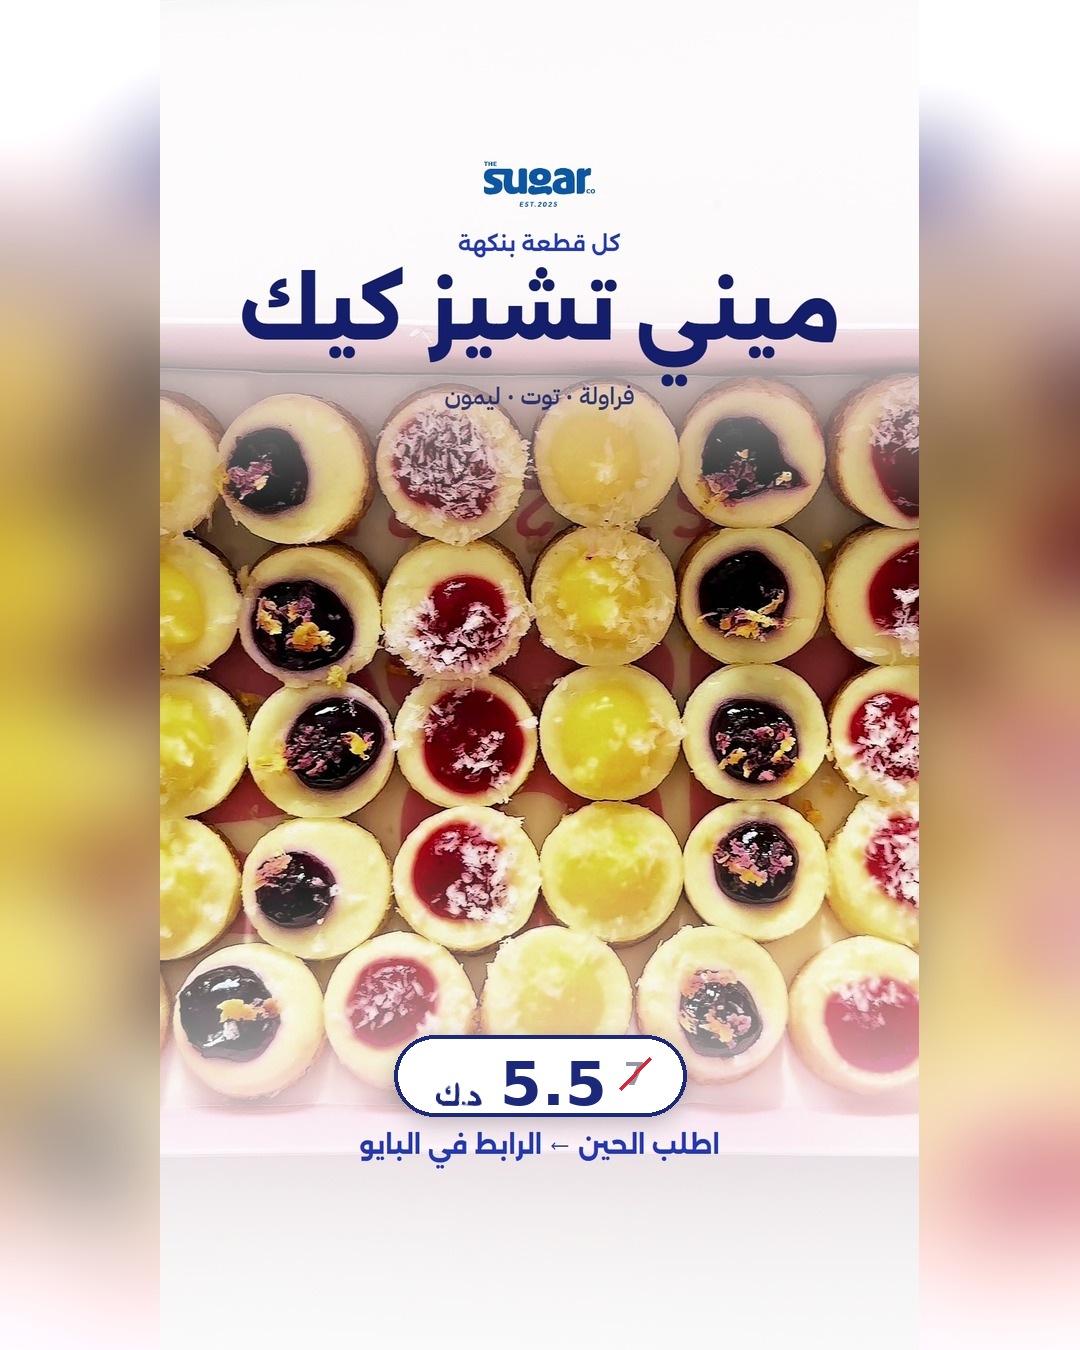 THE
sugar co
EST.2025
كل قطعة بنكهة
ميني تشيز كيك
فراولة · توت · ليمون
7 5.5 د.ك
اطلب الحين ← الرابط في البايو